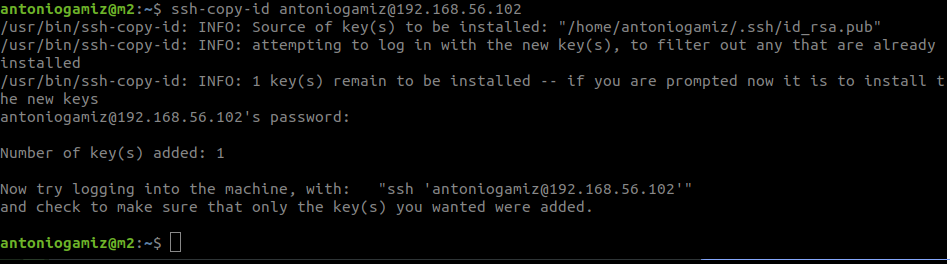 antoniogamiz@m2:~$ ssh-copy-id antoniogamiz@192.168.56.102
/usr/bin/ssh-copy-id: INFO: Source of key(s) to be installed: "/home/antoniogamiz/.ssh/id_rsa.pub"
/usr/bin/ssh-copy-id: INFO: attempting to log in with the new key(s), to filter out any that are already
installed
/usr/bin/ssh-copy-id: INFO: 1 key(s) remain to be installed -- if you are prompted now it is to install t
he new keys
antoniogamiz@192.168.56.102's password:
Number of key(s) added: 1
Now try logging into the machine, with:   "ssh 'antoniogamiz@192.168.56.102'"
and check to make sure that only the key(s) you wanted were added.
antoniogamiz@m2:~$